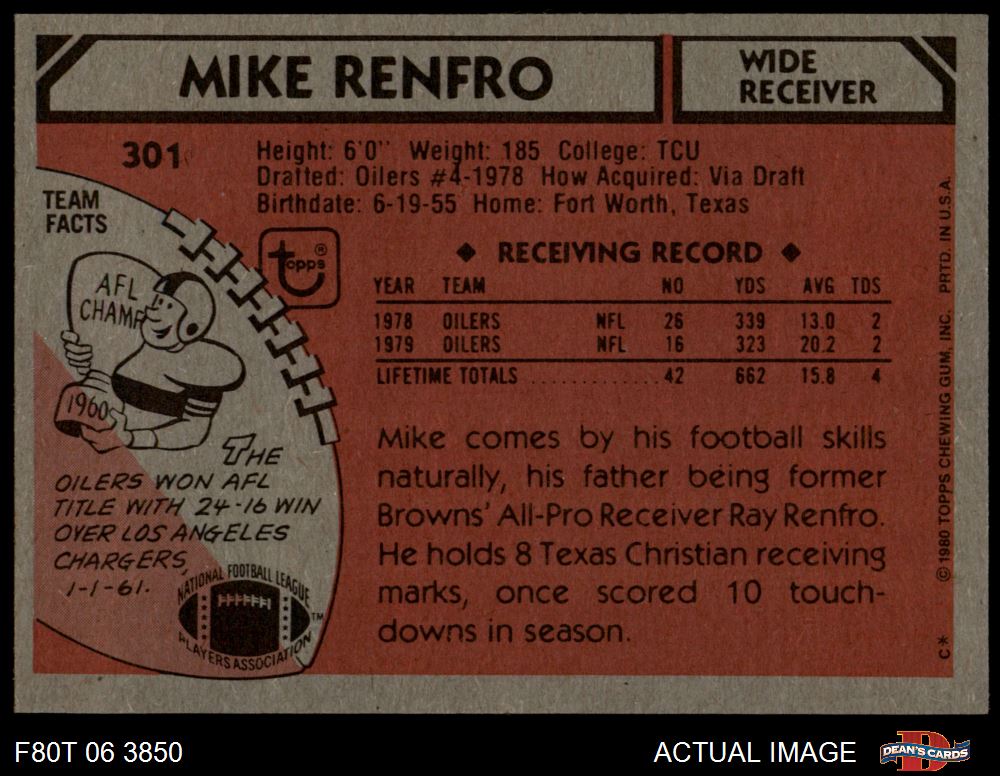 MIKE RENFRO
WIDE
RECEIVER
301
Height: 6'0" Weight: 185 College: TCU
Drafted: Oilers #4-1978 How Acquired: Via Draft
Birthdate: 6-19-55 Home: Fort Worth, Texas
TEAM
FACTS
topps®
AFL
CHAMP
1960
THE
OILERS WON AFL
TITLE WITH 24-16 WIN
OVER LOS ANGELES
CHARGERS,
1-1-61.
NATIONAL FOOTBALL LEAGUE
PLAYERS ASSOCIATION
TM
◆ RECEIVING RECORD ◆
YEAR TEAM NO YDS AVG TDS
1978 OILERS NFL 26 339 13.0 2
1979 OILERS NFL 16 323 20.2 2
LIFETIME TOTALS ............ 42 662 15.8 4
Mike comes by his football skills
naturally, his father being former
Browns' All-Pro Receiver Ray Renfro.
He holds 8 Texas Christian receiving
marks, once scored 10 touch-
downs in season.
C* © 1980 TOPPS CHEWING GUM, INC. PRTD. IN U.S.A.
F80T 06 3850
ACTUAL IMAGE
D
DEAN'S CARDS